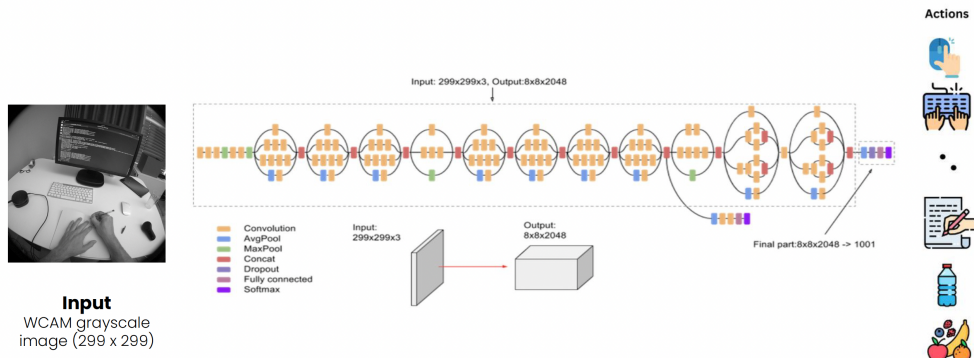 Actions
Input: 299x299x3, Output:8x8x2048
Convolution
AvgPool
MaxPool
Concat
Dropout
Fully connected
Softmax
Input:
299x299x3
Output:
8x8x2048
Final part:8x8x2048 -> 1001
Input
WCAM grayscale
image (299 x 299)